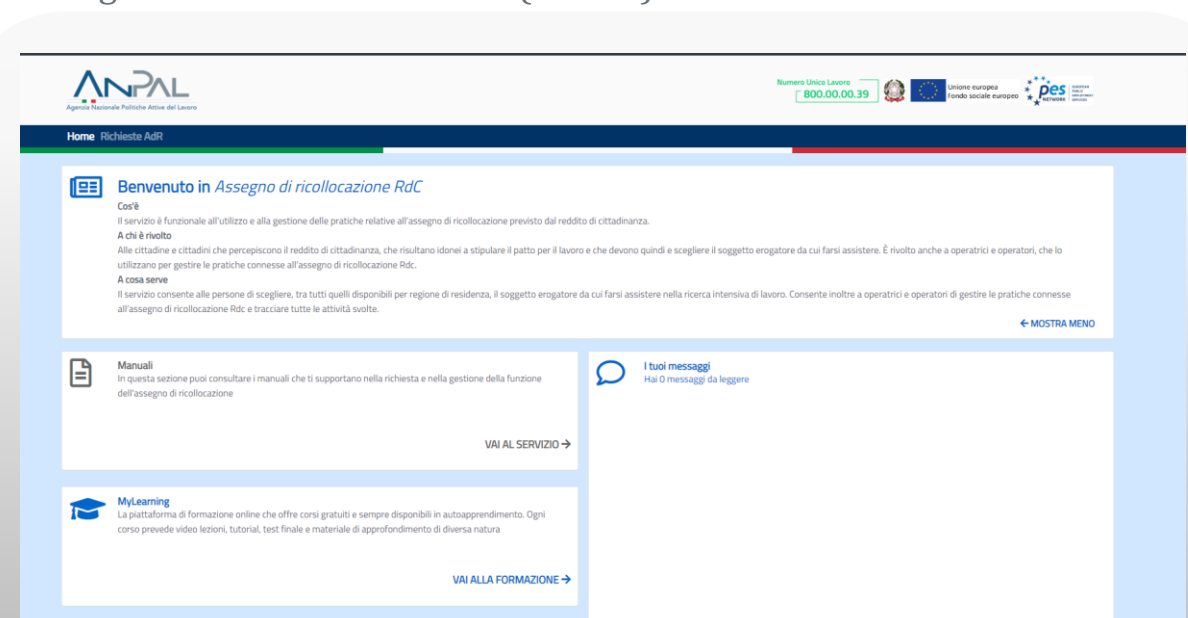 ANPAL
Agenzia Nazionale Politiche Attive del Lavoro
Numero Unico Lavoro
800.00.00.39
Unione europea
Fondo sociale europeo
pes
NETWORK
Home Richieste AdR
Benvenuto in Assegno di ricollocazione RdC
Cos'è
Il servizio è funzionale all'utilizzo e alla gestione delle pratiche relative all'assegno di ricollocazione previsto dal reddito di cittadinanza.
A chi è rivolto
Alle cittadine e cittadini che percepiscono il reddito di cittadinanza, che risultano idonei a stipulare il patto per il lavoro e che devono quindi e scegliere il soggetto erogatore da cui farsi assistere. É rivolto anche a operatrici e operatori, che lo
utilizzano per gestire le pratiche connesse all'assegno di ricollocazione Rdc.
A cosa serve
Il servizio consente alle persone di scegliere, tra tutti quelli disponibili per regione di residenza, il soggetto erogatore da cui farsi assistere nella ricerca intensiva di lavoro. Consente inoltre a operatrici e operatori di gestire le pratiche connesse
all'assegno di ricollocazione Rdc e tracciare tutte le attività svolte.
← MOSTRA MENO
Manuali
In questa sezione puoi consultare i manuali che ti supportano nella richiesta e nella gestione della funzione
dell'assegno di ricollocazione
VAI AL SERVIZIO →
I tuoi messaggi
Hai 0 messaggi da leggere
MyLearning
La piattaforma di formazione online che offre corsi gratuiti e sempre disponibili in autoapprendimento. Ogni
corso prevede video lezioni, tutorial, test finale e materiale di approfondimento di diversa natura
VAI ALLA FORMAZIONE →